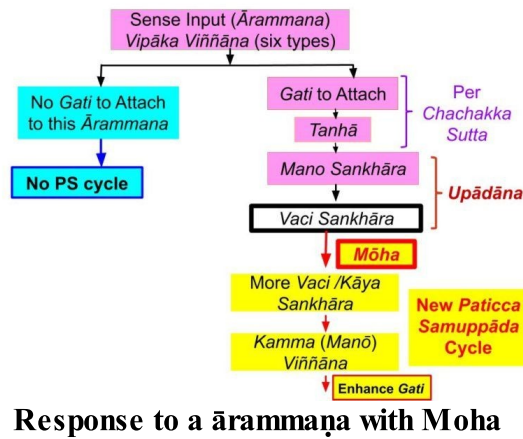 Sense Input (Ārammana)
Vipāka Viññāna (six types)
No Gati to Attach
to this Ārammana
No PS cycle
Gati to Attach
Tanhā
Per
Chachakka
Sutta
Mano Sankhāra
Vaci Sankhāra
Upādāna
Mōha
More Vaci /Kāya
Sankhāra
Kamma (Manō)
Viññāna
Enhance Gati
New Paticca
Samuppāda
Cycle
Response to a ārammaṇa with Moha